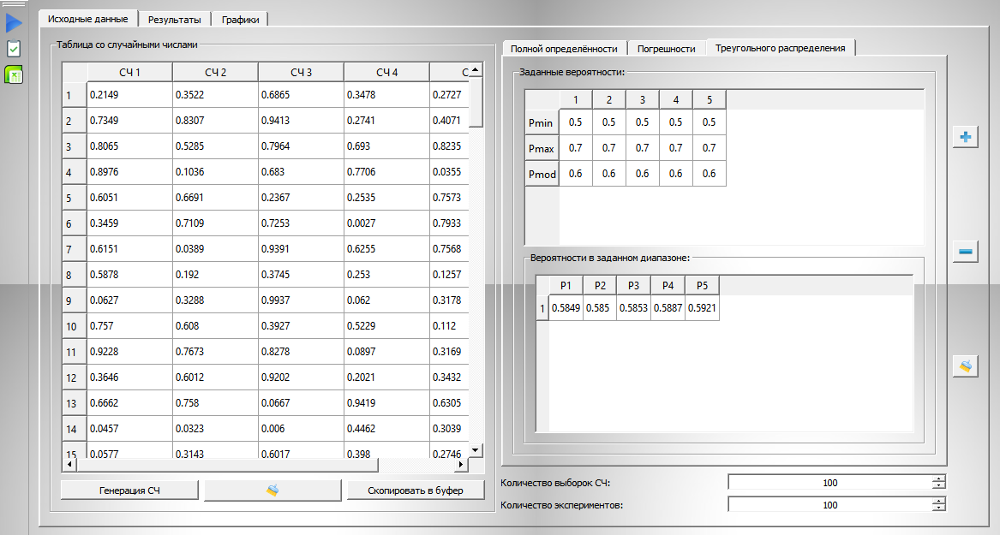 Исходные данные Результаты Графики
Таблица со случайными числами
СЧ 1 СЧ 2 СЧ 3 СЧ 4 С
1 0.2149 0.3522 0.6865 0.3478 0.2727
2 0.7349 0.8307 0.9413 0.2741 0.4071
3 0.8065 0.5285 0.7964 0.693 0.8235
4 0.8976 0.1036 0.683 0.7706 0.0355
5 0.6051 0.6691 0.2367 0.2535 0.7573
6 0.3459 0.7109 0.7253 0.0027 0.7933
7 0.6151 0.0389 0.9391 0.6255 0.7568
8 0.5878 0.192 0.3745 0.253 0.1257
9 0.0627 0.3288 0.9937 0.062 0.3178
10 0.757 0.608 0.3927 0.5229 0.112
11 0.9228 0.7673 0.8278 0.0897 0.3169
12 0.3646 0.6012 0.9202 0.2021 0.3432
13 0.6662 0.758 0.0667 0.9419 0.6305
14 0.0457 0.0323 0.006 0.4462 0.3039
15 0.0577 0.3143 0.6017 0.398 0.2746
Генерация СЧ Скопировать в буфер
Полной определённости Погрешности Треугольного распределения
Заданные вероятности:
1 2 3 4 5
Pmin 0.5 0.5 0.5 0.5 0.5
Pmax 0.7 0.7 0.7 0.7 0.7
Pmod 0.6 0.6 0.6 0.6 0.6
Вероятности в заданном диапазоне:
P1 P2 P3 P4 P5
1 0.5849 0.585 0.5853 0.5887 0.5921
Количество выборок СЧ: 100
Количество экспериментов: 100